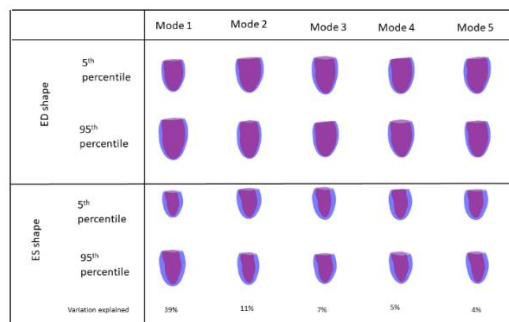 Mode 1 Mode 2 Mode 3 Mode 4 Mode 5
ED shape
5th percentile
95th percentile
ES shape
5th percentile
95th percentile
Variation explained 39% 11% 7% 5% 4%